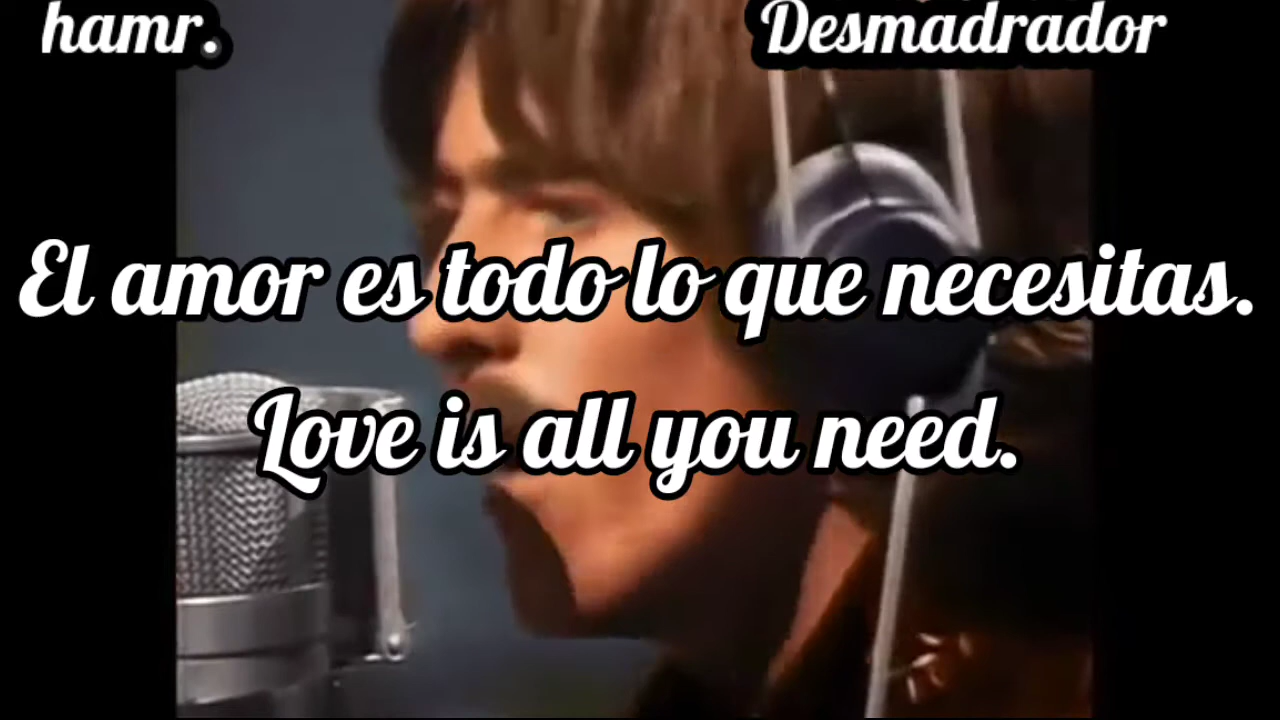 hamr. Desmadrador
El amor es todo lo que necesitas.
Love is all you need.